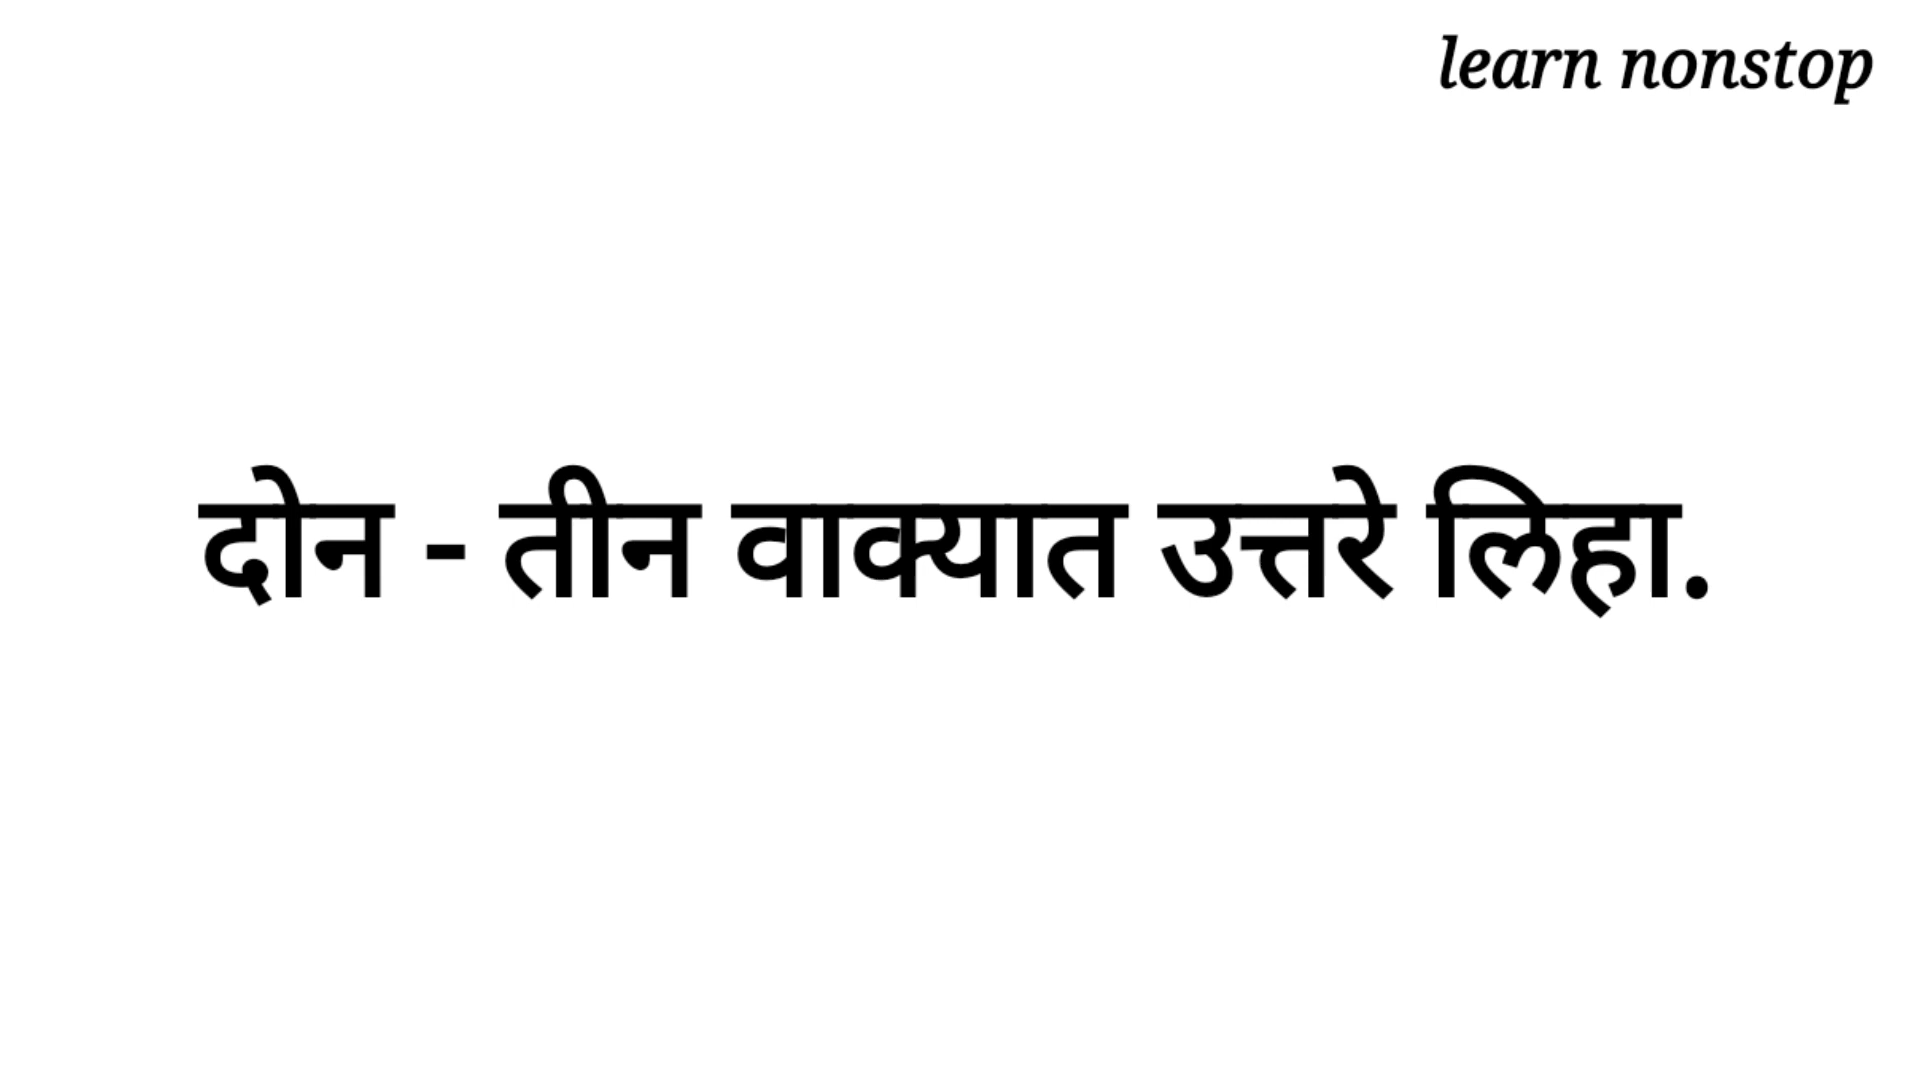 learn nonstop
दोन - तीन वाक्यात उत्तरे लिहा.